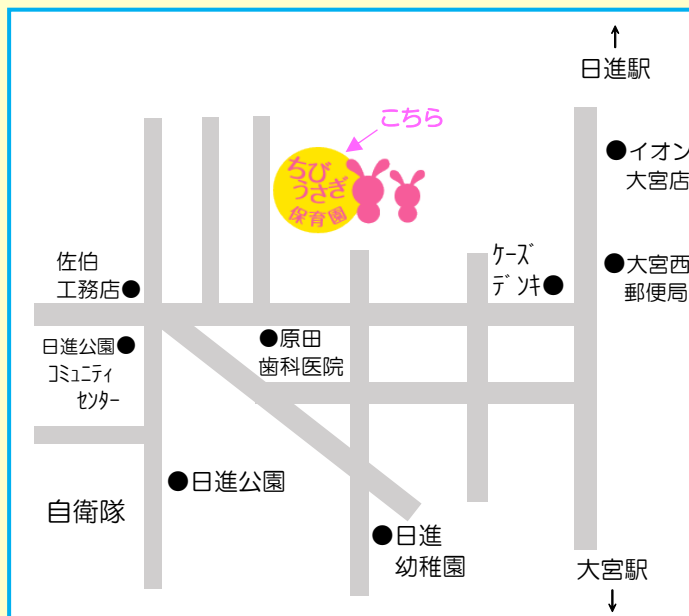 ↑
日進駅
こちら
ちび
うさぎ
保育園
●イオン
大宮店
佐伯
工務店●
ケーズ
デンキ●
●大宮西
郵便局
日進公園●
コミュニティ
センター
●原田
歯科医院
●日進公園
自衛隊
●日進
幼稚園
大宮駅
↓